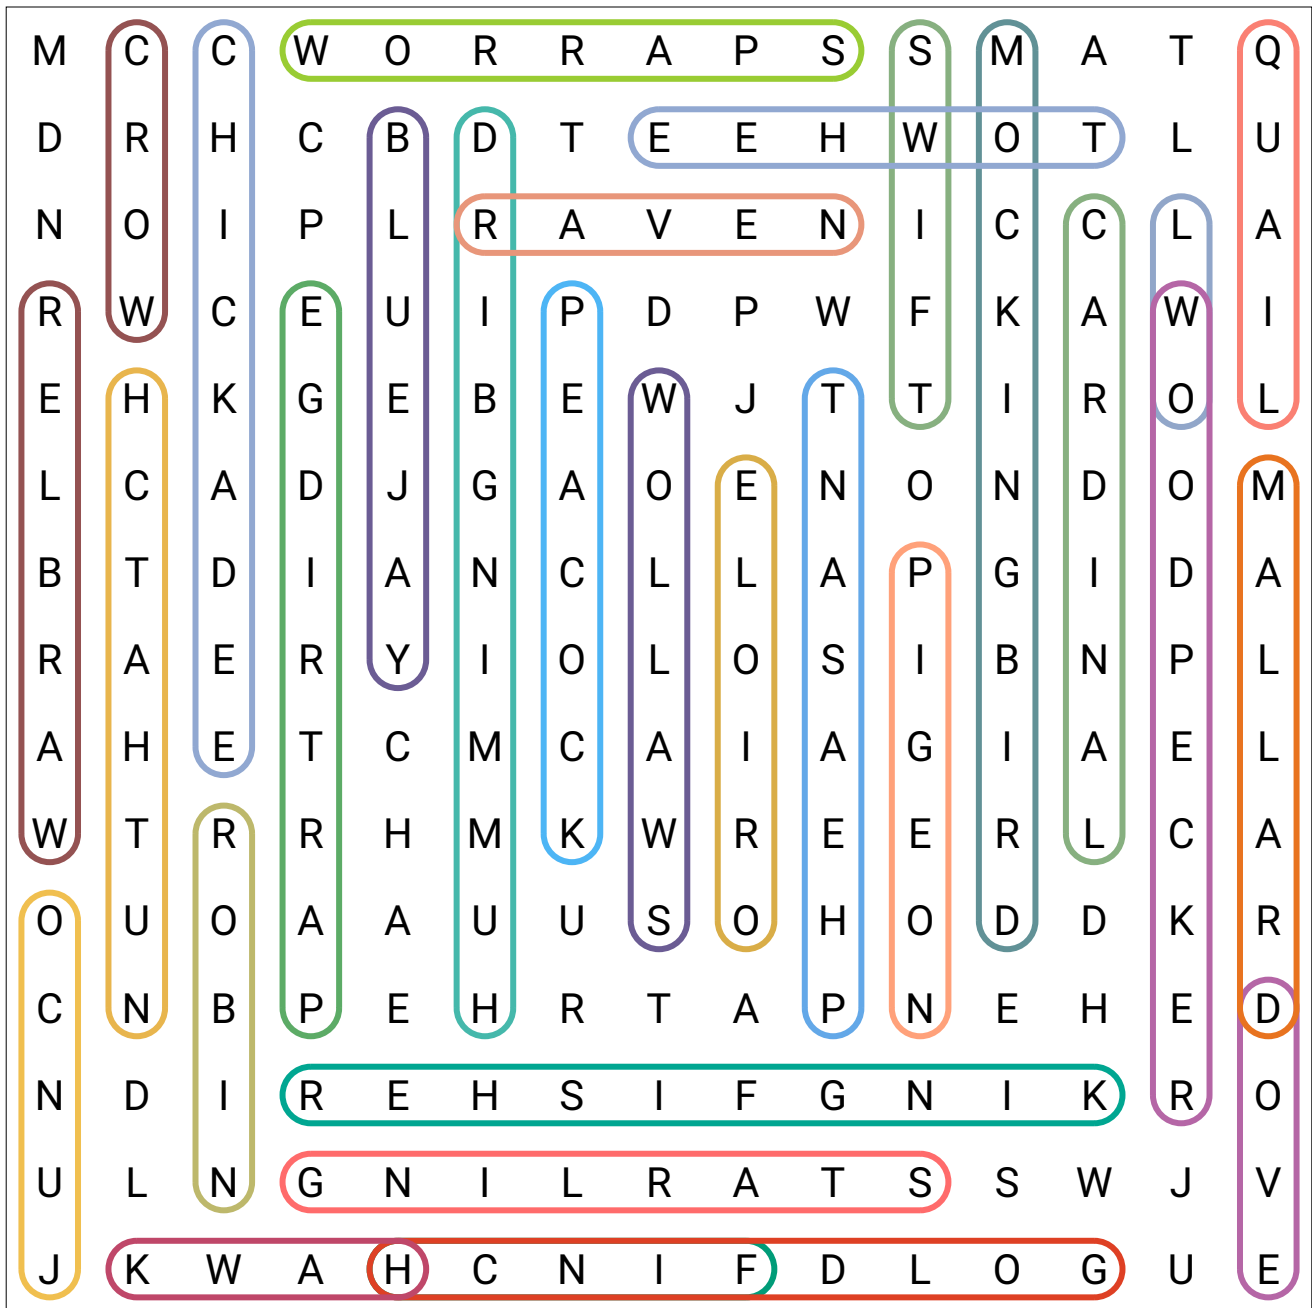 M C C W O R R A P S S M A T Q
D R H C B D T E E H W O T L U
N O I P L R A V E N I C C L A
R W C E U I P D P W F K A W I
E H K G E B E W J T T I R O L
L C A D J G A O E N O N D O M
B T D I A N C L L A P G I D A
R A E R Y I O L O S I B N P L
A H E T C M C A I A G I A E L
W T R R H M K W R E E R L C A
O U O A A U U S O H O D D K R
C N B P E H R T A P N E H E D
N D I R E H S I F G N I K R O
U L N G N I L R A T S S W J V
J K W A H C N I F D L O G U E